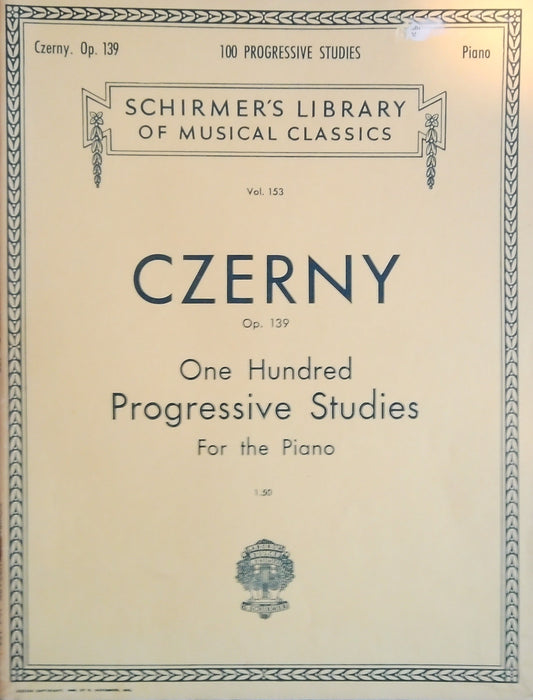 Czerny. Op. 139
100 PROGRESSIVE STUDIES
Piano
SCHIRMER'S LIBRARY
OF MUSICAL CLASSICS
Vol. 153
CZERNY
Op. 139
One Hundred
Progressive Studies
For the Piano
1.50